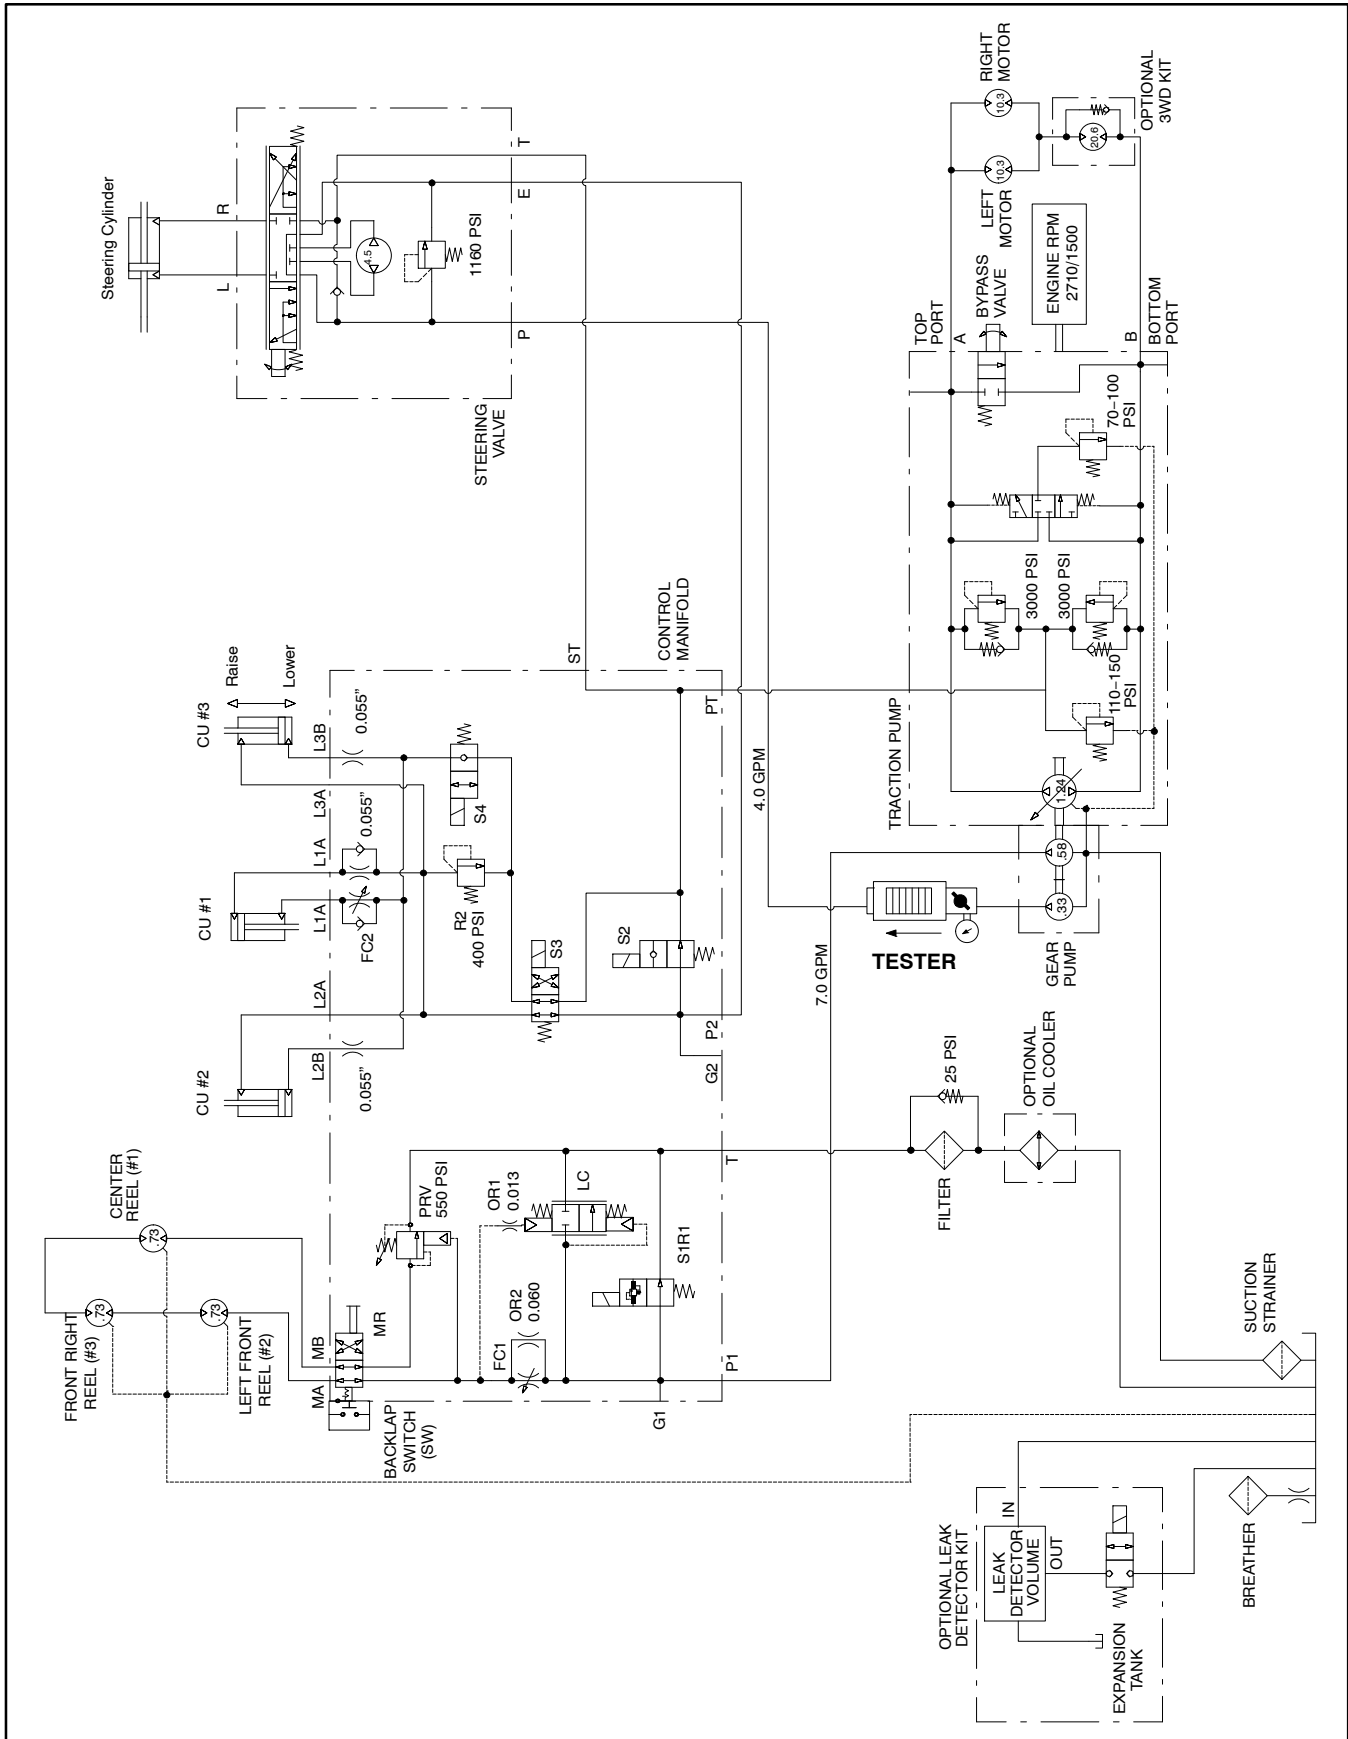 Steering Cylinder
L
R
STEERING
VALVE
4.5
1160 PSI
P
E
T
CU #2
CU #1
CU #3
Raise
Lower
L2B
L2A
L1A
L1A
L3A
L3B
0.055"
0.055"
0.055"
FC2
R2
400 PSI
S4
S3
S2
G2
P2
PT
ST
CONTROL
MANIFOLD
FRONT RIGHT
REEL (#3)
CENTER
REEL (#1)
LEFT FRONT
REEL (#2)
.73
.73
.73
MA
MB
MR
BACKLAP
SWITCH
(SW)
PRV
550 PSI
OR1
0.013
LC
FC1
OR2
0.060
S1R1
G1
P1
T
4.0 GPM
7.0 GPM
TESTER
GEAR
PUMP
.33
.58
1.24
TRACTION PUMP
110–150
PSI
3000 PSI
3000 PSI
70–100
PSI
TOP
PORT
A
B
BOTTOM
PORT
BYPASS
VALVE
ENGINE RPM
2710/1500
LEFT
MOTOR
10.3
RIGHT
MOTOR
10.3
20.6
OPTIONAL
3WD KIT
FILTER
25 PSI
OPTIONAL
OIL COOLER
SUCTION
STRAINER
BREATHER
OPTIONAL LEAK
DETECTOR KIT
LEAK
DETECTOR
VOLUME
IN
OUT
EXPANSION
TANK